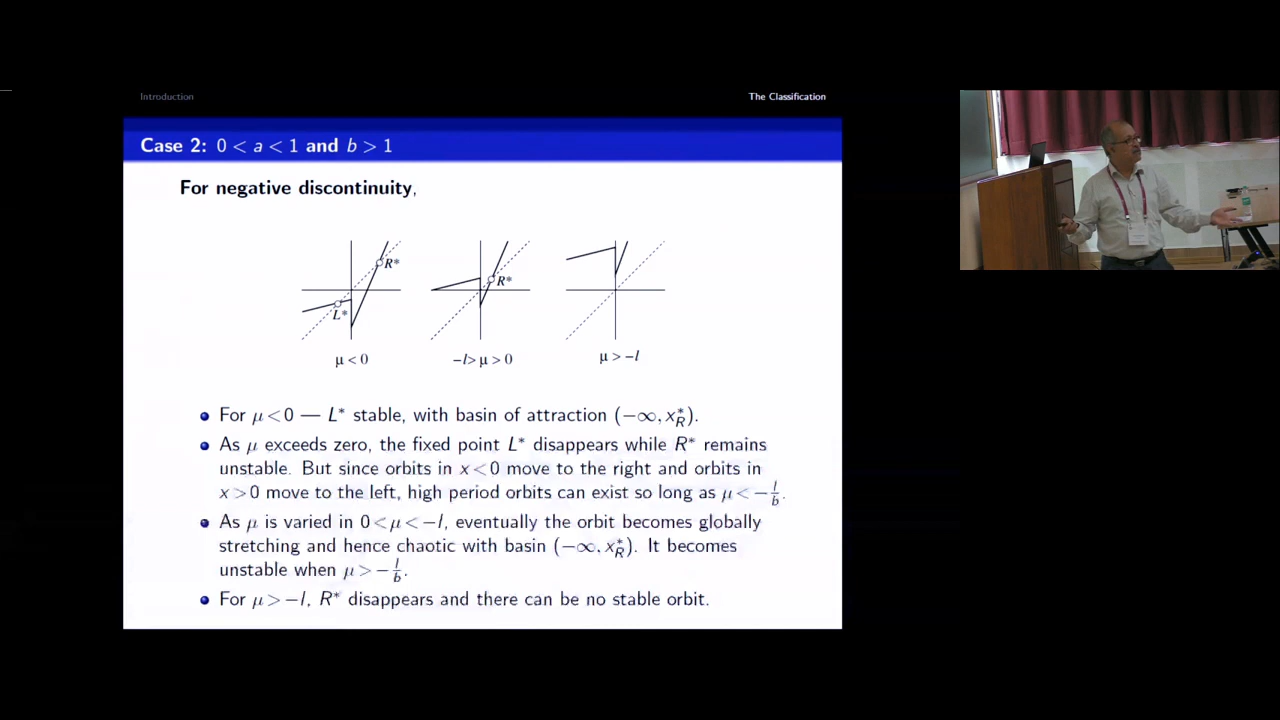 Introduction
The Classification
Case 2: 0 < a < 1 and b > 1
For negative discontinuity,
R*
L*
μ < 0
R*
−l> μ > 0
μ > −l
For μ < 0 — L* stable, with basin of attraction (−∞, x*_R).
As μ exceeds zero, the fixed point L* disappears while R* remains
unstable. But since orbits in x < 0 move to the right and orbits in
x > 0 move to the left, high period orbits can exist so long as μ < −l/b.
As μ is varied in 0 < μ < −l, eventually the orbit becomes globally
stretching and hence chaotic with basin (−∞, x*_R). It becomes
unstable when μ > −l/b.
For μ > −l, R* disappears and there can be no stable orbit.